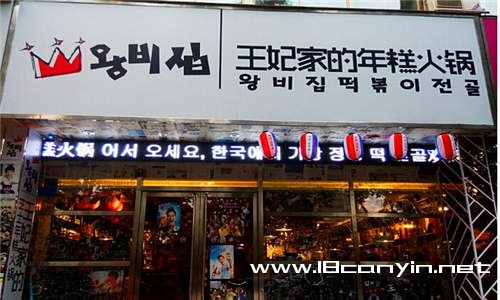 왕비집
王妃家的年糕火锅
왕비집떡볶이전골
火锅 어서 오세요, 한국에
www.18canyin.net